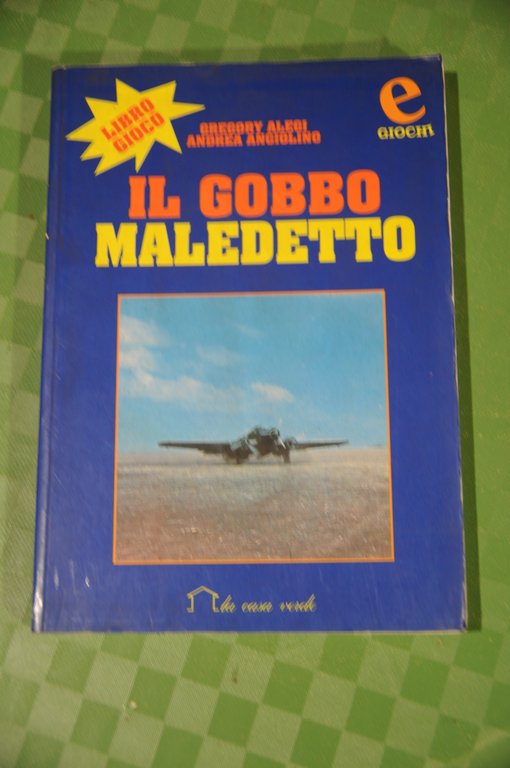 LIBRO
GIOCO
e
GIOCHI
GREGORY ALEGI
ANDREA ANGIOLINO
IL GOBBO
MALEDETTO
la casa verde